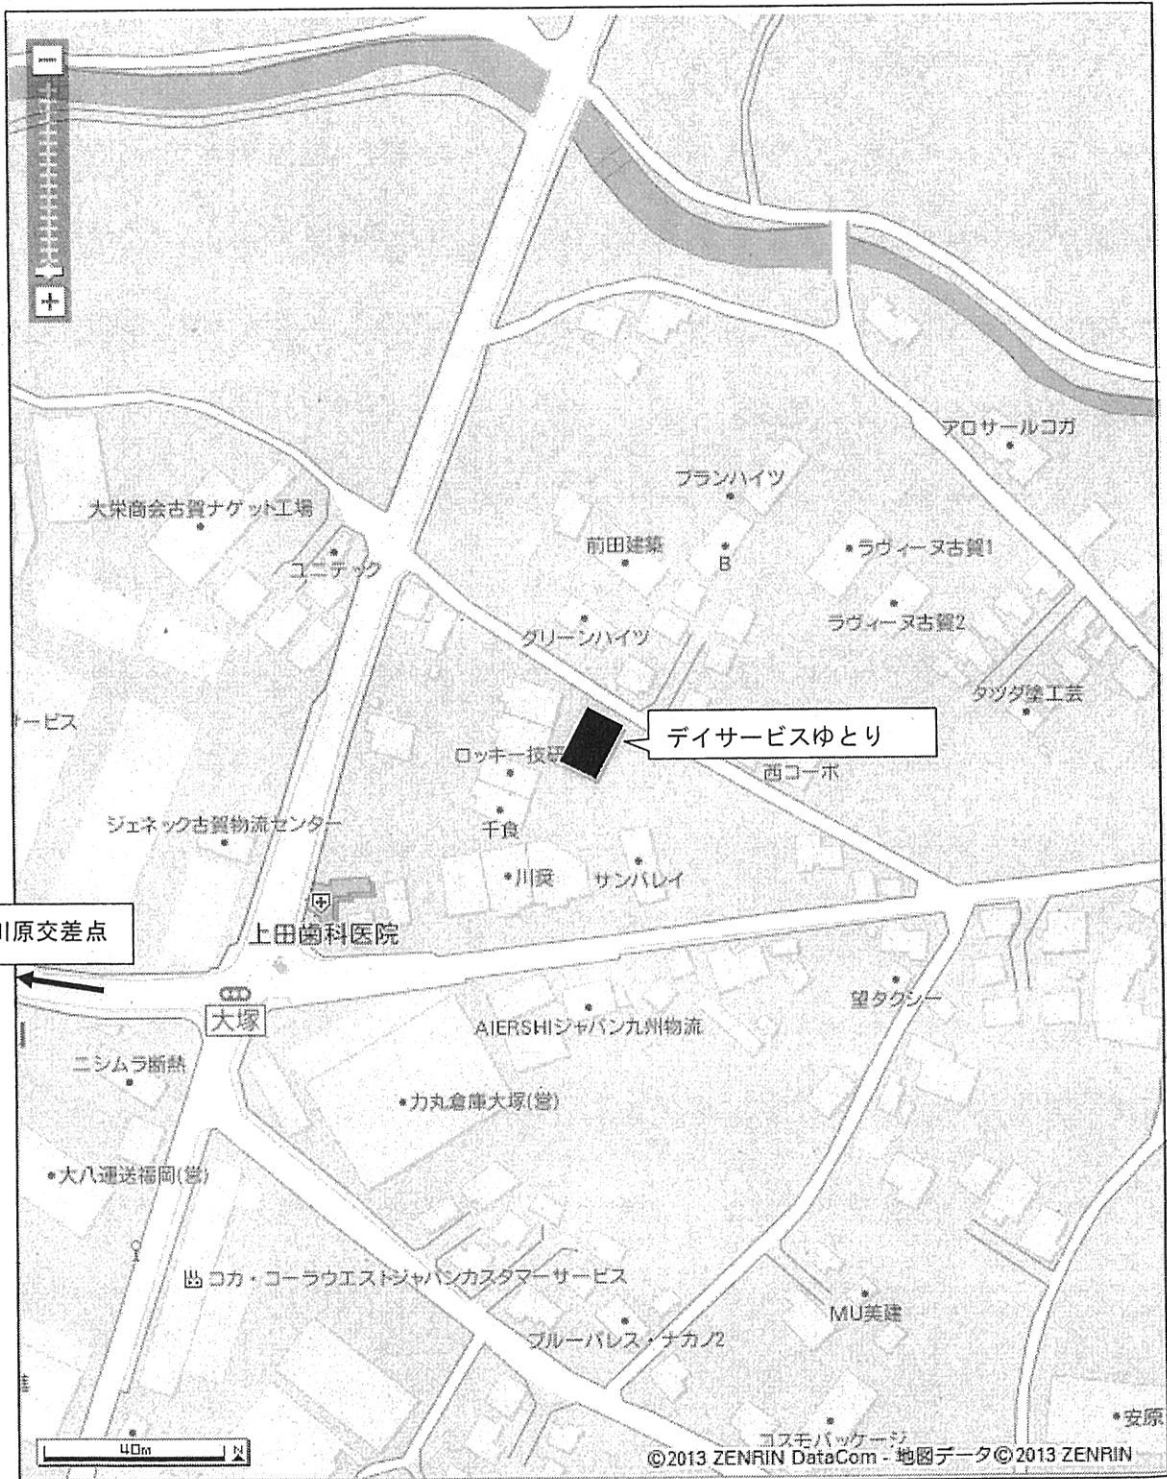 アロサールコガ
ブランハイツ
大栄商会古賀ナゲット工場
前田建築
B
ラヴィーヌ古賀1
ユニテック
ラヴィーヌ古賀2
グリーンハイツ
タツダ塗工芸
ービス
デイサービスゆとり
ロッキー技研
西コーポ
千食
ジェネック古賀物流センター
サンバレイ
川原交差点
上田歯科医院
大塚
望タクシー
AIERSHIジャパン九州物流
ニシムラ断熱
力丸倉庫大塚(営)
大八運送福岡(営)
コカ・コーラウエストジャパンカスタマーサービス
MU美建
ブルーパレス・ナカノ2
安原
コスモパッケージ
40m
N
©2013 ZENRIN DataCom - 地図データ©2013 ZENRIN